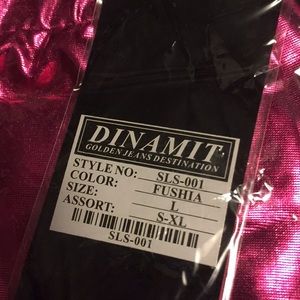 DINAMIT
GOLDEN JEANS DESTINATION
STYLE NO: SLS-001
COLOR: FUSHIA
SIZE: L
ASSORT: S-XL
SLS-001